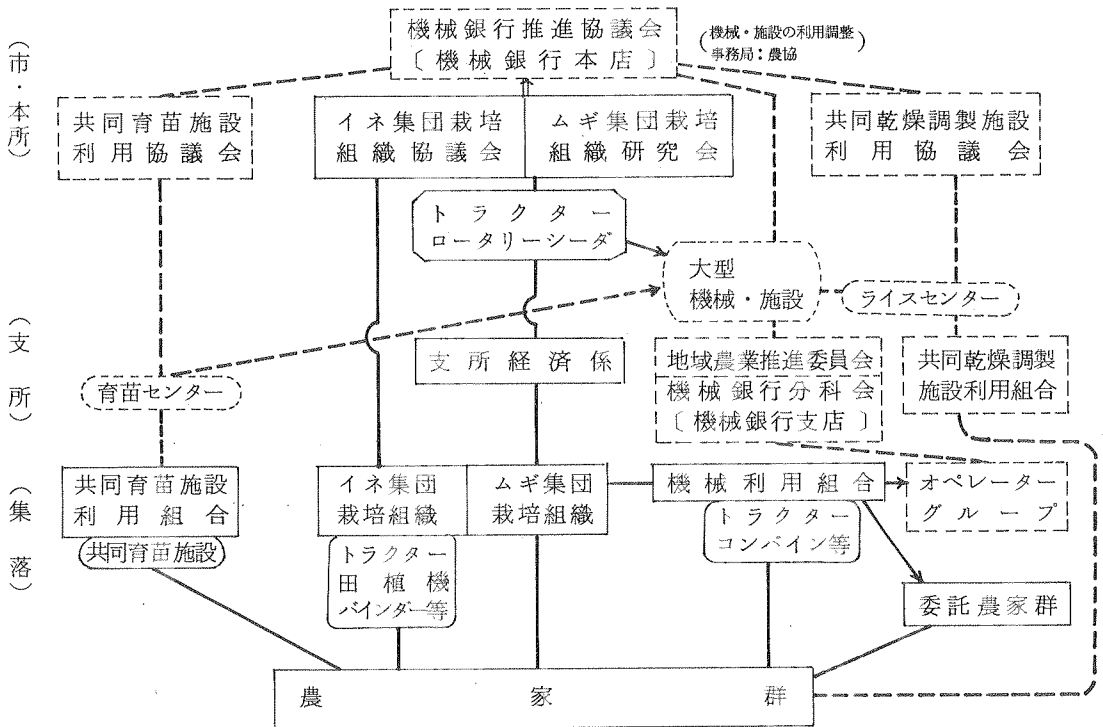 機械銀行推進協議会
〔機械銀行本店〕
(機械・施設の利用調整
事務局：農協)
(市・本所)
共同育苗施設
利用協議会
イネ集団栽培
組織協議会
ムギ集団栽培
組織研究会
共同乾燥調製施設
利用協議会
トラクター
ロータリーシーダ
大型
機械・施設
ライスセンター
(支所)
育苗センター
支所経済係
地域農業推進委員会
機械銀行分科会
〔機械銀行支店〕
共同乾燥調製
施設利用組合
(集落)
共同育苗施設
利用組合
共同育苗施設
イネ集団
栽培組織
ムギ集団
栽培組織
機械利用組合
オペレーター
グループ
トラクター
田植機
バインダー等
トラクター
コンバイン等
委託農家群
農家群